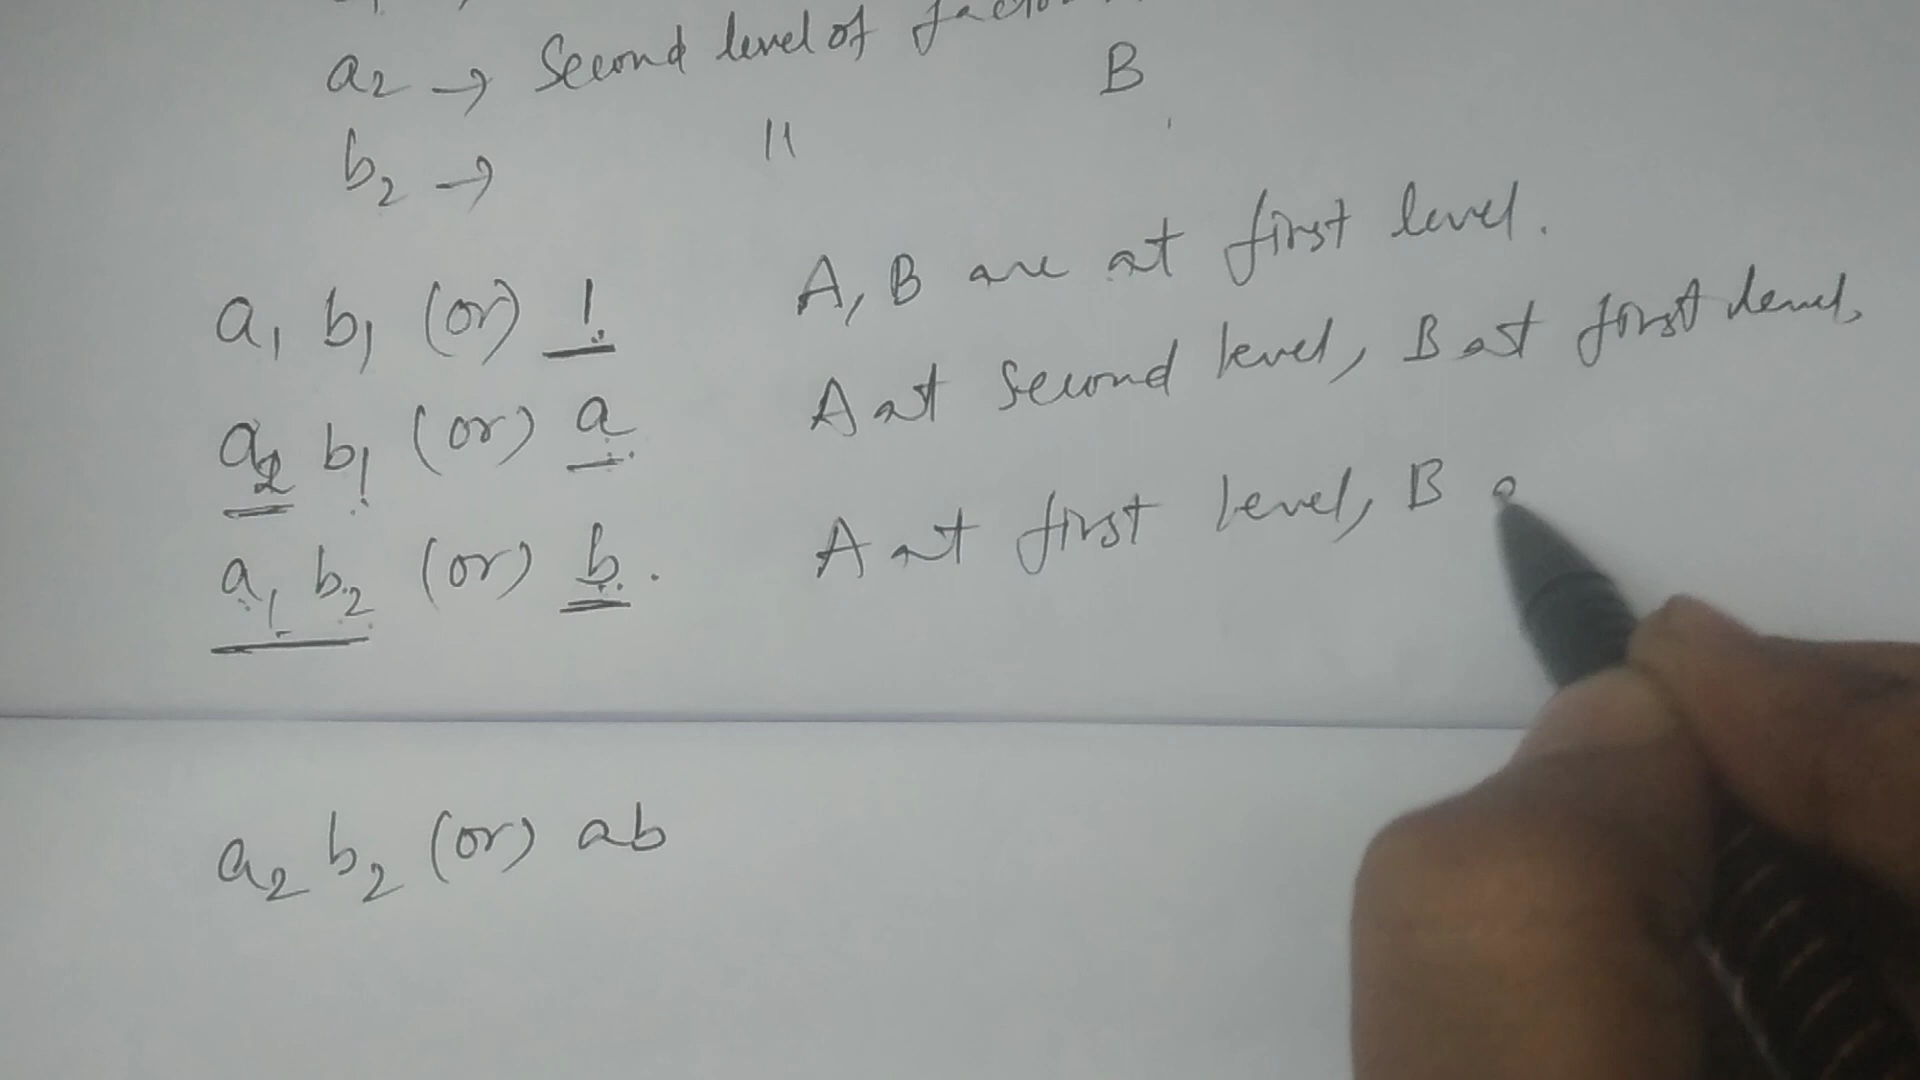 a2 → Second level of
b2 → 11 B
a1 b1 (or) 1 A, B are at first level.
a2 b1 (or) a A at second level, B at first level,
a1 b2 (or) b. A at first level, B
a2 b2 (or) ab